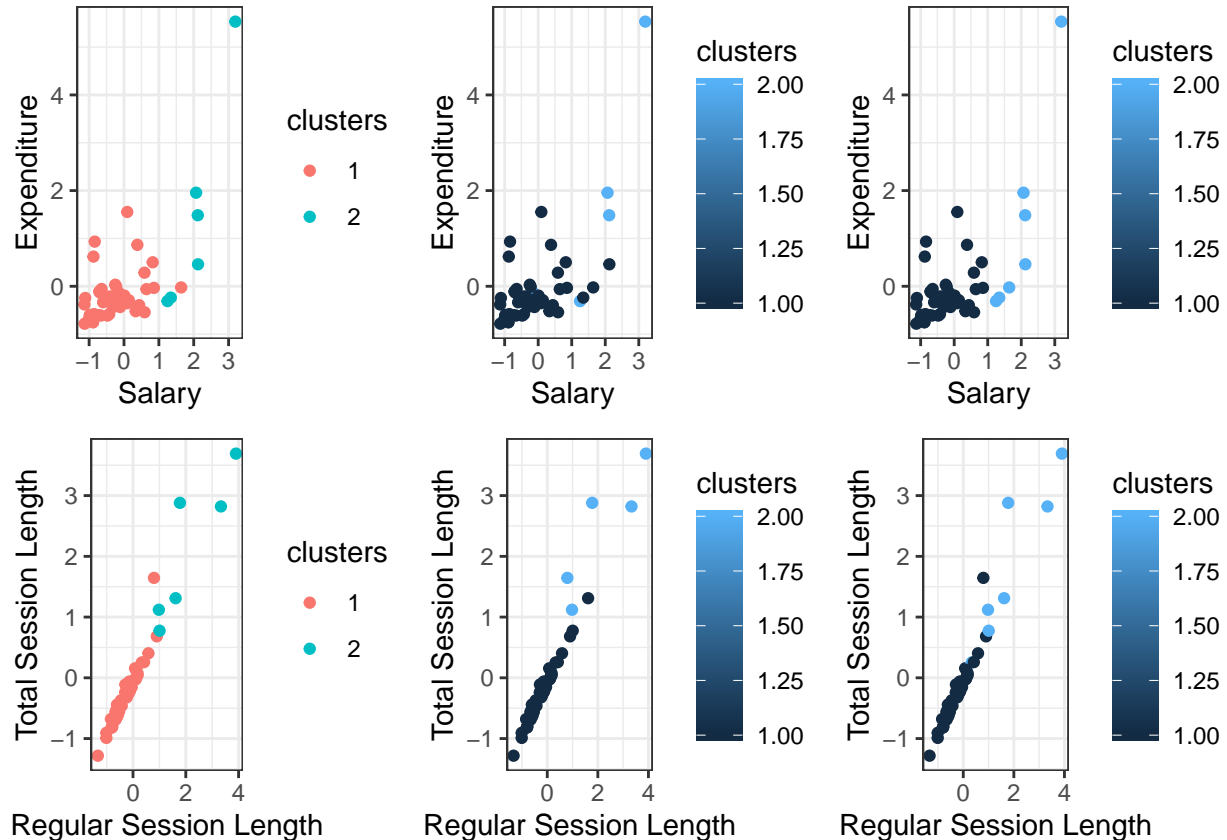 Expenditure
4
2
0
−1 0 1 2 3
Salary
clusters
1
2
Expenditure
4
2
0
−1 0 1 2 3
Salary
clusters
2.00
1.75
1.50
1.25
1.00
Expenditure
4
2
0
−1 0 1 2 3
Salary
clusters
2.00
1.75
1.50
1.25
1.00
Total Session Length
3
2
1
0
−1
0 2 4
Regular Session Length
clusters
1
2
Total Session Length
3
2
1
0
−1
0 2 4
Regular Session Length
clusters
2.00
1.75
1.50
1.25
1.00
Total Session Length
3
2
1
0
−1
0 2 4
Regular Session Length
clusters
2.00
1.75
1.50
1.25
1.00